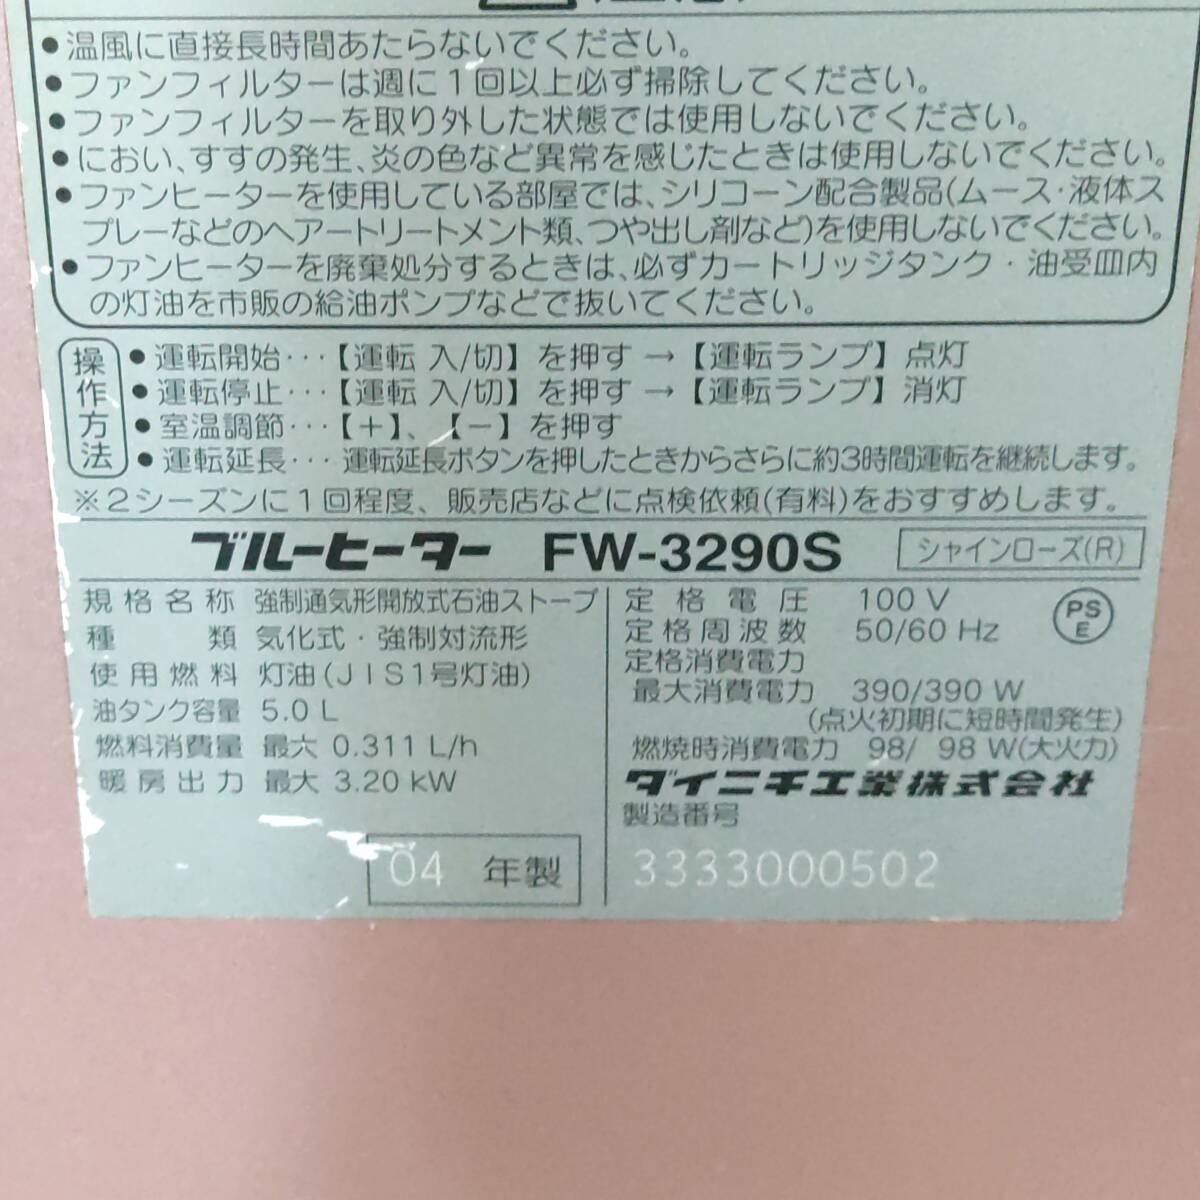 ●温風に直接長時間あたらないでください。
●ファンフィルターは週に1回以上必ず掃除してください。
●ファンフィルターを取り外した状態では使用しないでください。
●におい、すすの発生、炎の色など異常を感じたときは使用しないでください。
●ファンヒーターを使用している部屋では、シリコーン配合製品(ムース・液体ス
プレーなどのヘアートリートメント類、つや出し剤など)を使用しないでください。
●ファンヒーターを廃棄処分するときは、必ずカートリッジタンク・油受皿内
の灯油を市販の給油ポンプなどで抜いてください。
操作方法
●運転開始･･･【運転 入/切】を押す → 【運転ランプ】点灯
●運転停止･･･【運転 入/切】を押す → 【運転ランプ】消灯
●室温調節･･･【＋】、【－】を押す
●運転延長･･･運転延長ボタンを押したときからさらに約3時間運転を継続します。
※2シーズンに1回程度、販売店などに点検依頼(有料)をおすすめします。
ブルーヒーター FW-3290S シャインローズ(R)
規格名称 強制通気形開放式石油ストーブ
種類 気化式・強制対流形
使用燃料 灯油(JIS1号灯油)
油タンク容量 5.0 L
燃料消費量 最大 0.311 L/h
暖房出力 最大 3.20 kW
04 年製
定格電圧 100 V
PS
E
定格周波数 50/60 Hz
定格消費電力
最大消費電力 390/390 W
(点火初期に短時間発生)
燃焼時消費電力 98/ 98 W(大火力)
ダイニチ工業株式会社
製造番号
3333000502